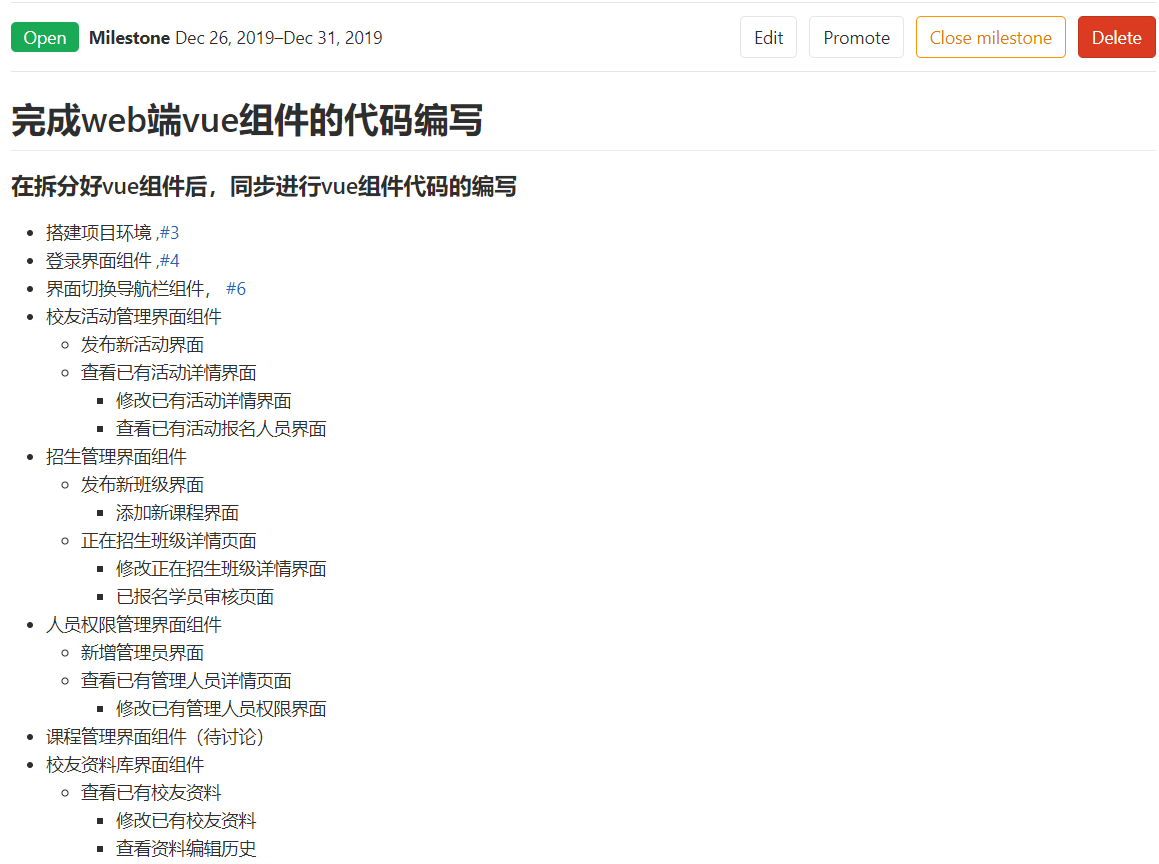 Open Milestone Dec 26, 2019–Dec 31, 2019 Edit Promote Close milestone Delete
完成web端vue组件的代码编写
在拆分好vue组件后，同步进行vue组件代码的编写
搭建项目环境 ,#3
登录界面组件 ,#4
界面切换导航栏组件， #6
校友活动管理界面组件
发布新活动界面
查看已有活动详情界面
修改已有活动详情界面
查看已有活动报名人员界面
招生管理界面组件
发布新班级界面
添加新课程界面
正在招生班级详情页面
修改正在招生班级详情界面
已报名学员审核页面
人员权限管理界面组件
新增管理员界面
查看已有管理人员详情页面
修改已有管理人员权限界面
课程管理界面组件（待讨论）
校友资料库界面组件
查看已有校友资料
修改已有校友资料
查看资料编辑历史